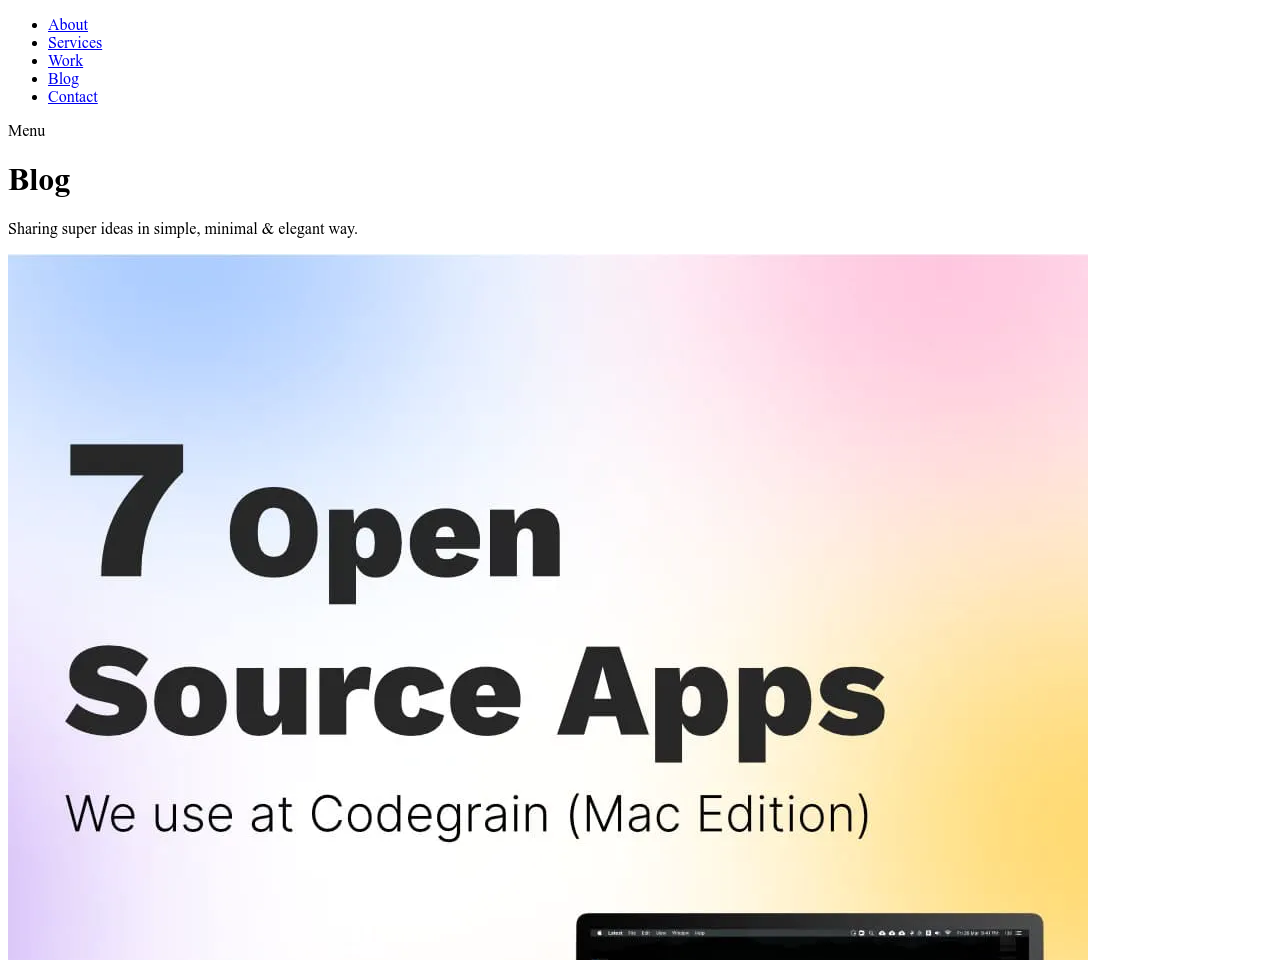 About
Services
Work
Blog
Contact
Menu
Blog
Sharing super ideas in simple, minimal & elegant way.
7 Open
Source Apps
We use at Codegrain (Mac Edition)
Latest File Edit View Window Help